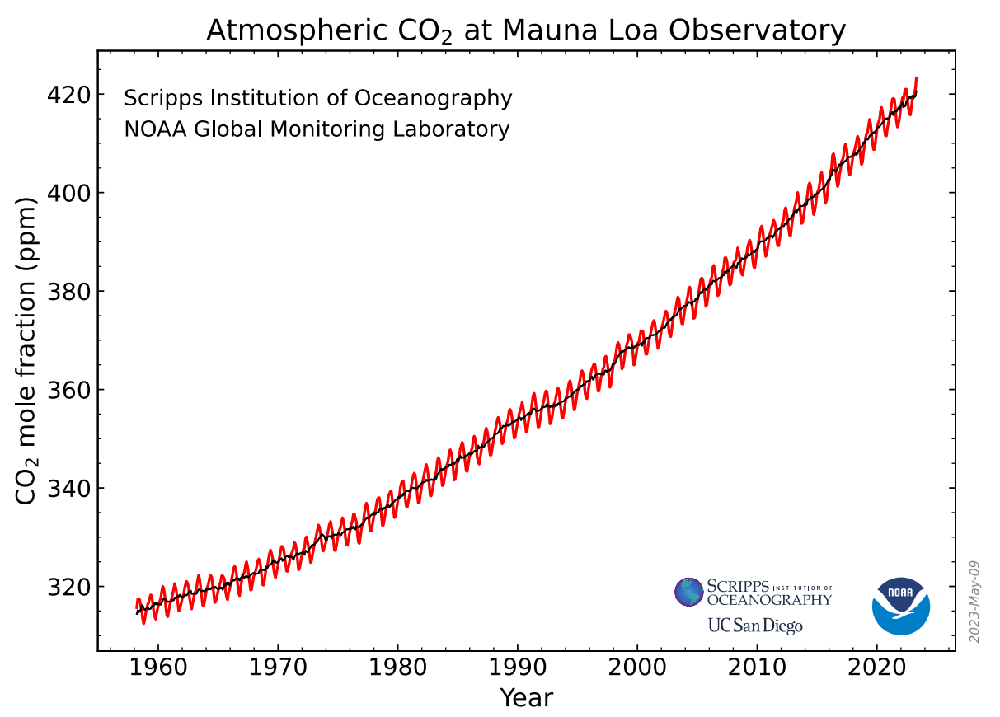 Atmospheric CO₂ at Mauna Loa Observatory
Scripps Institution of Oceanography
NOAA Global Monitoring Laboratory
CO₂ mole fraction (ppm)
420
400
380
360
340
320
1960 1970 1980 1990 2000 2010 2020
Year
SCRIPPS INSTITUTION OF
OCEANOGRAPHY
UC San Diego
NOAA
2023-May-09